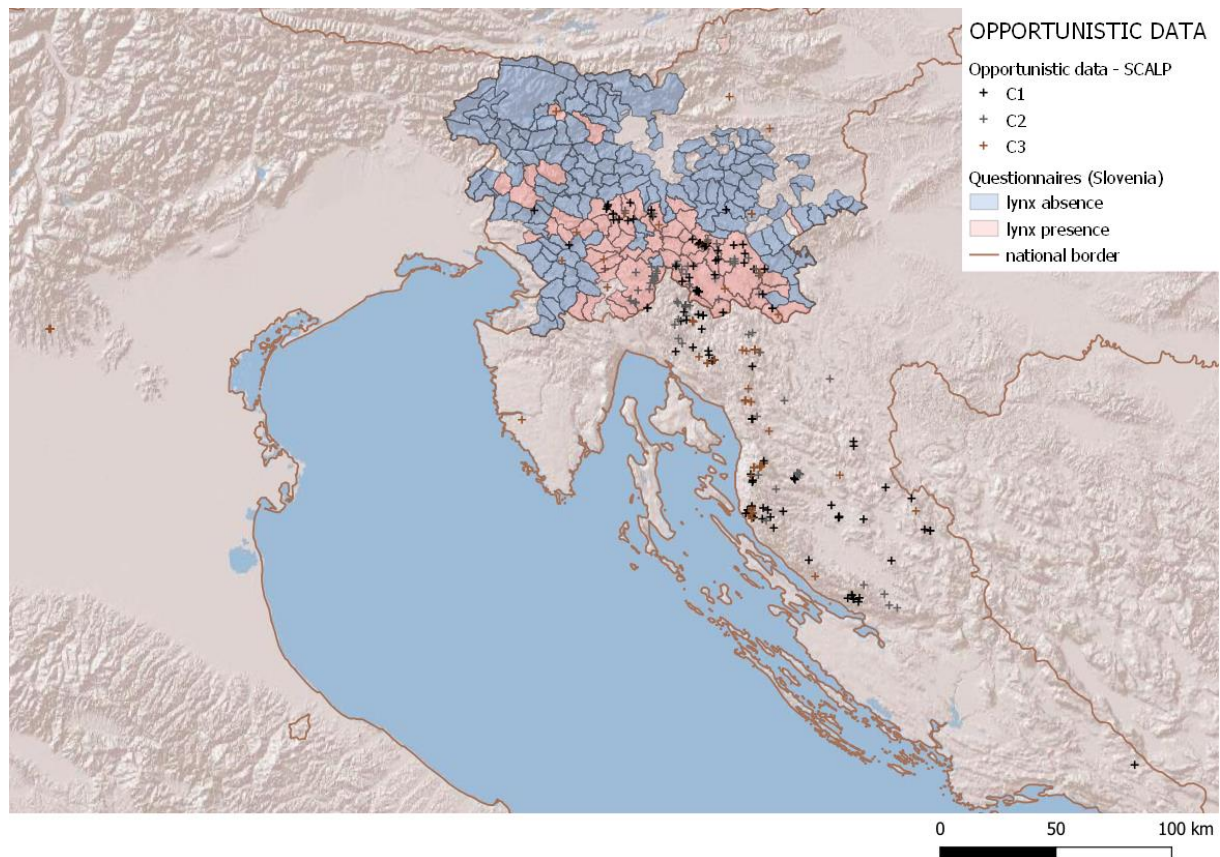 OPPORTUNISTIC DATA
Opportunistic data - SCALP
C1
C2
C3
Questionnaires (Slovenia)
lynx absence
lynx presence
national border
0 50 100 km